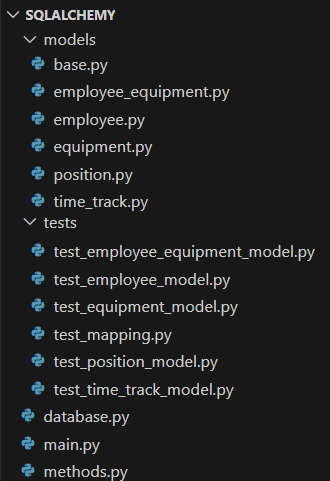 SQLALCHEMY
models
base.py
employee_equipment.py
employee.py
equipment.py
position.py
time_track.py
tests
test_employee_equipment_model.py
test_employee_model.py
test_equipment_model.py
test_mapping.py
test_position_model.py
test_time_track_model.py
database.py
main.py
methods.py